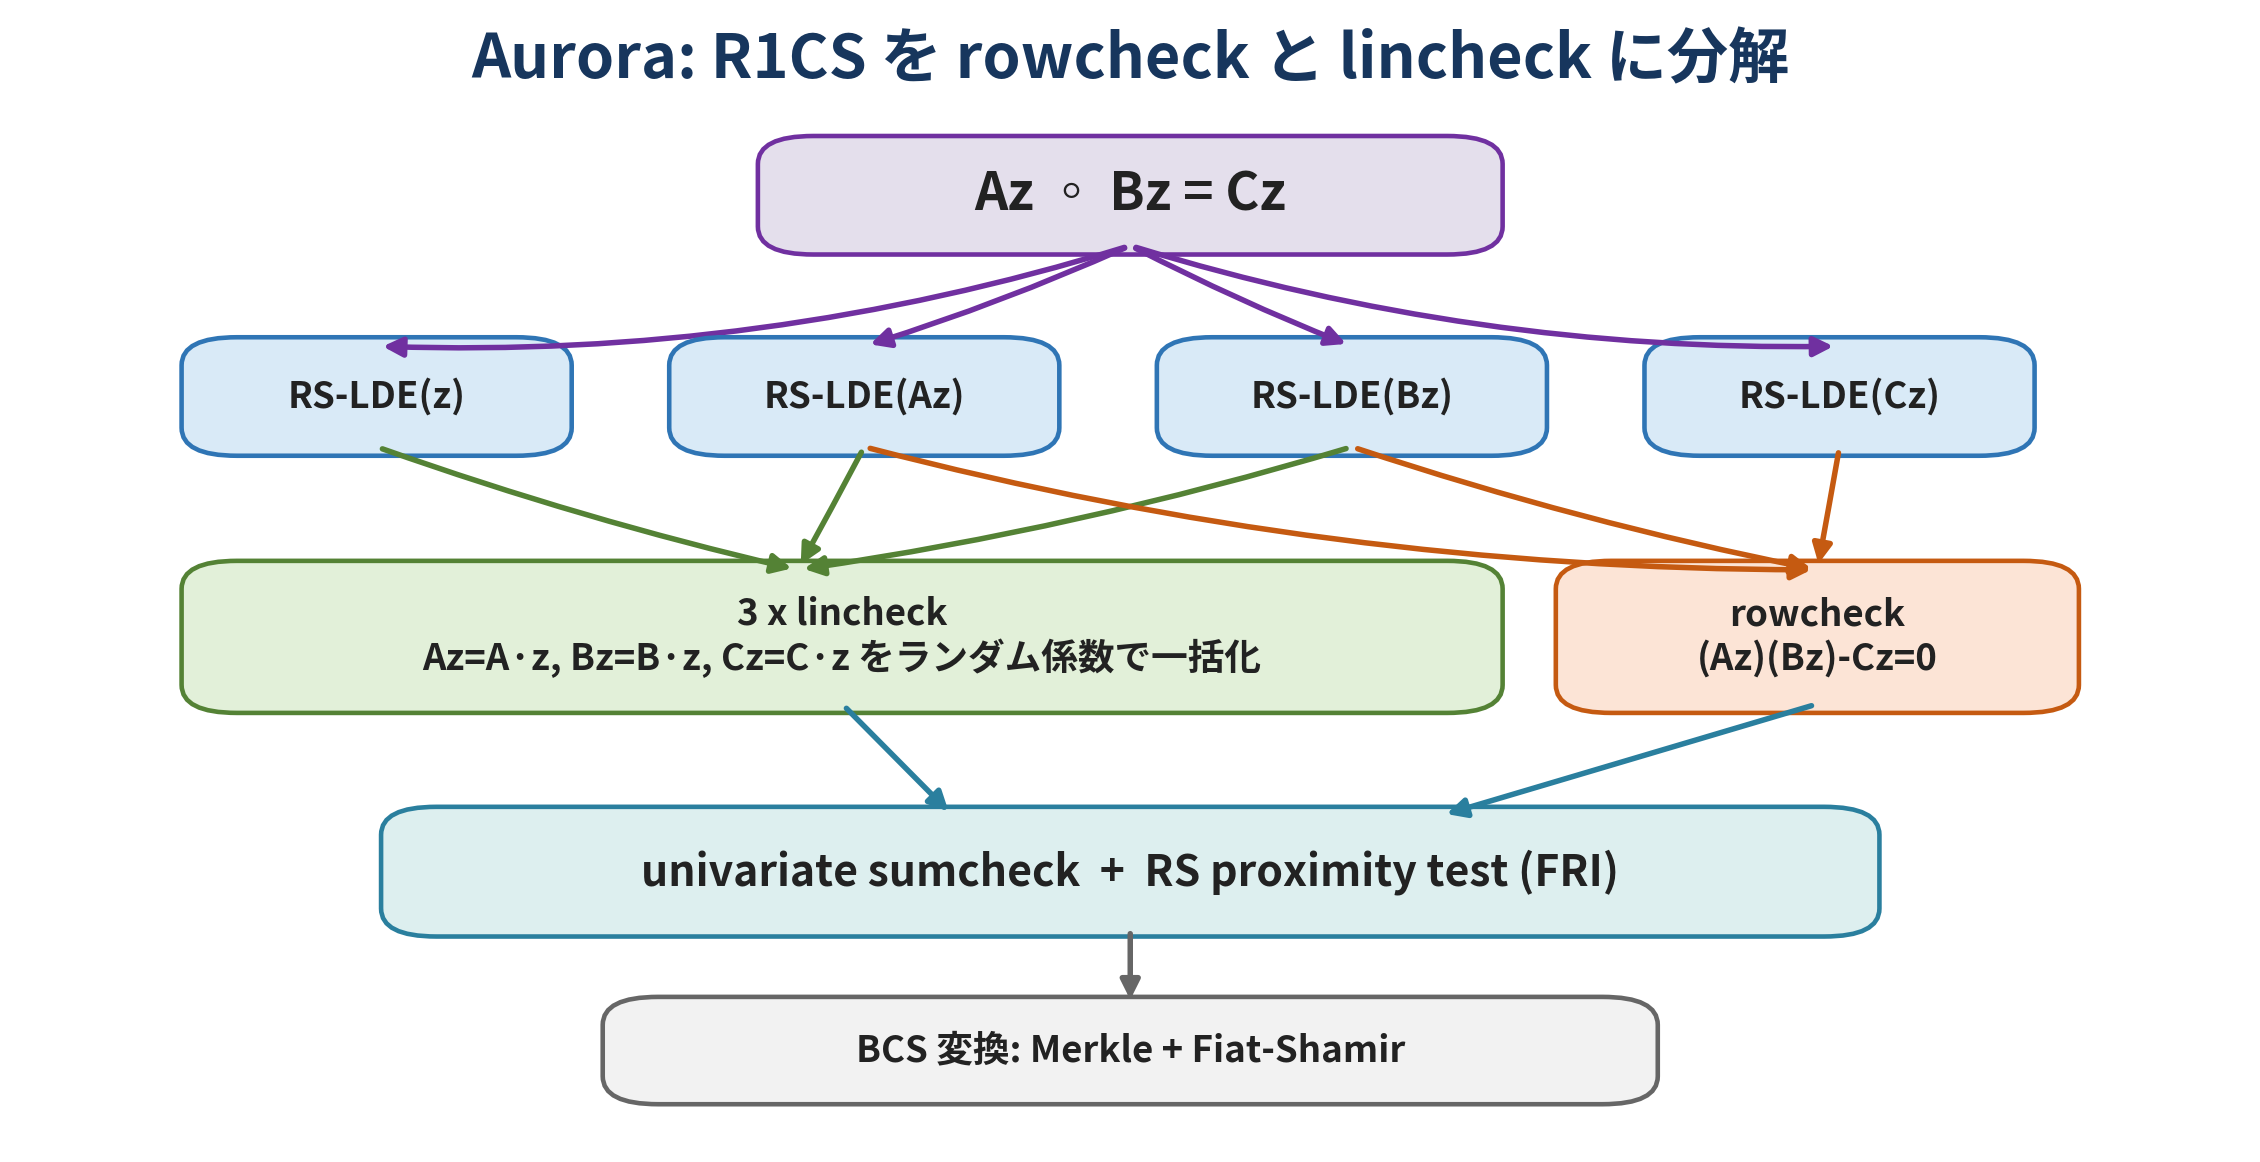 Aurora: R1CS を rowcheck と lincheck に分解
Az ∘ Bz = Cz
RS-LDE(z)
RS-LDE(Az)
RS-LDE(Bz)
RS-LDE(Cz)
3 x lincheck
Az=A·z, Bz=B·z, Cz=C·z をランダム係数で一括化
rowcheck
(Az)(Bz)-Cz=0
univariate sumcheck + RS proximity test (FRI)
BCS 変換: Merkle + Fiat-Shamir